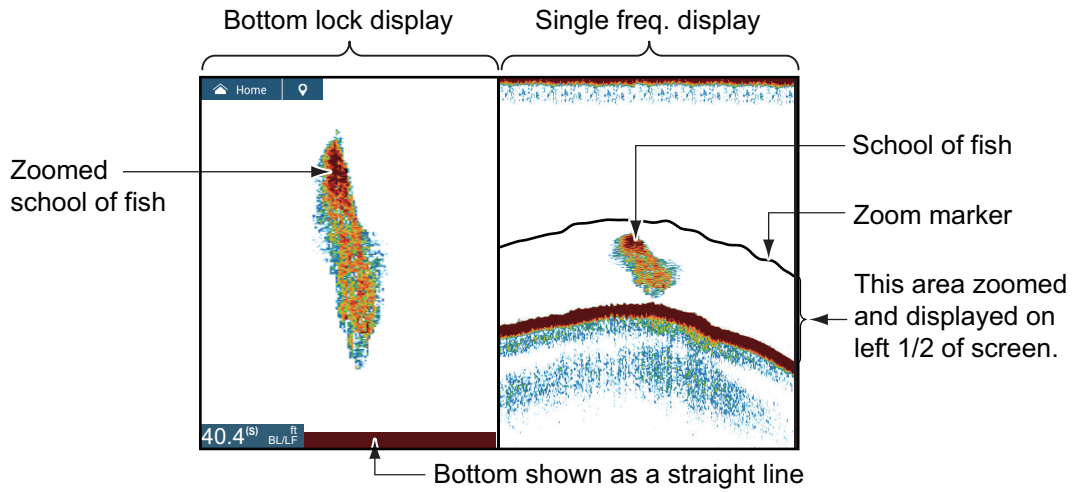 Bottom lock display
Single freq. display
Home
Zoomed
school of fish
School of fish
Zoom marker
This area zoomed
and displayed on
left 1/2 of screen.
40.4(S) ft
BL/LF
Bottom shown as a straight line